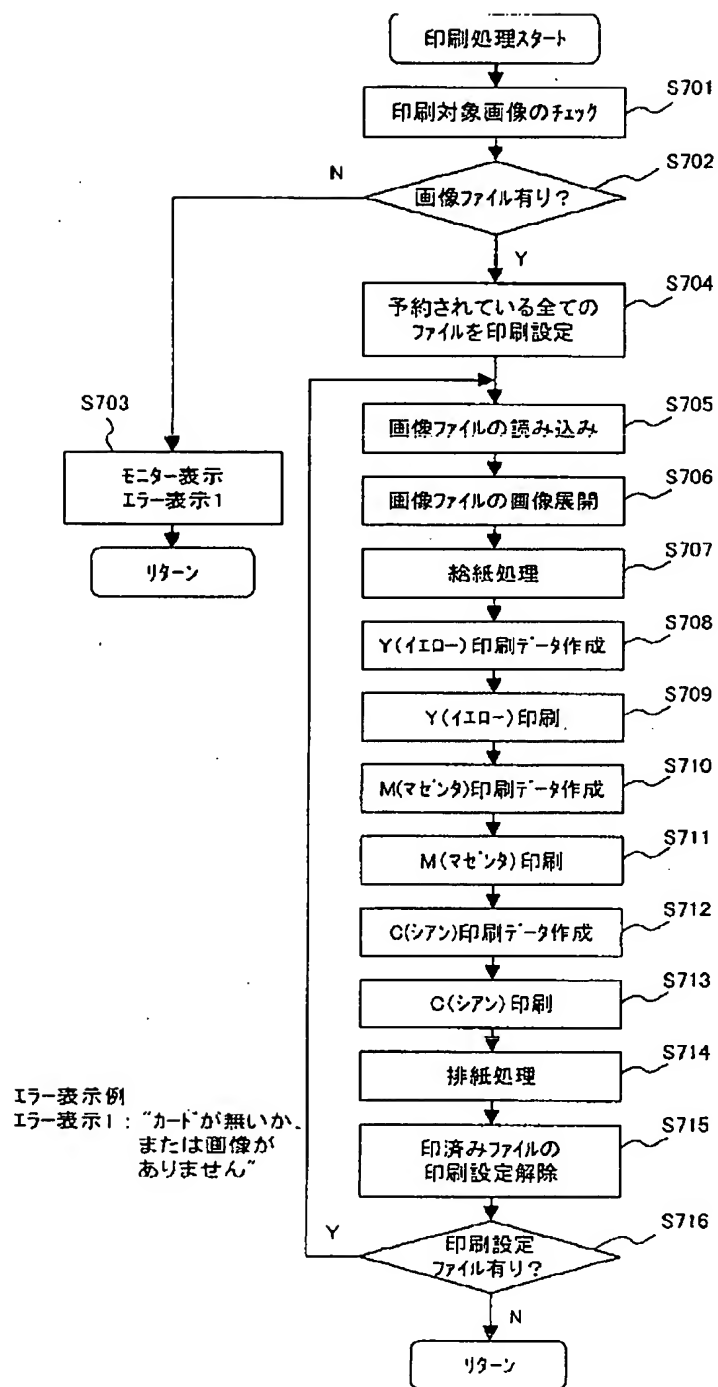 印刷処理スタート
S701
印刷対象画像のチェック
S702
N
画像ファイル有り?
Y
S704
予約されている全ての
ファイルを印刷設定
S703
モニター表示
エラー表示1
リターン
S705
画像ファイルの読み込み
S706
画像ファイルの画像展開
S707
給紙処理
S708
Y(イエロー)印刷データ作成
S709
Y(イエロー)印刷
S710
M(マゼンタ)印刷データ作成
S711
M(マゼンタ)印刷
S712
C(シアン)印刷データ作成
S713
C(シアン)印刷
S714
排紙処理
エラー表示例
エラー表示1:“カードが無いか、
または画像が
ありません”
S715
印済みファイルの
印刷設定解除
S716
Y
印刷設定
ファイル有り?
N
リターン